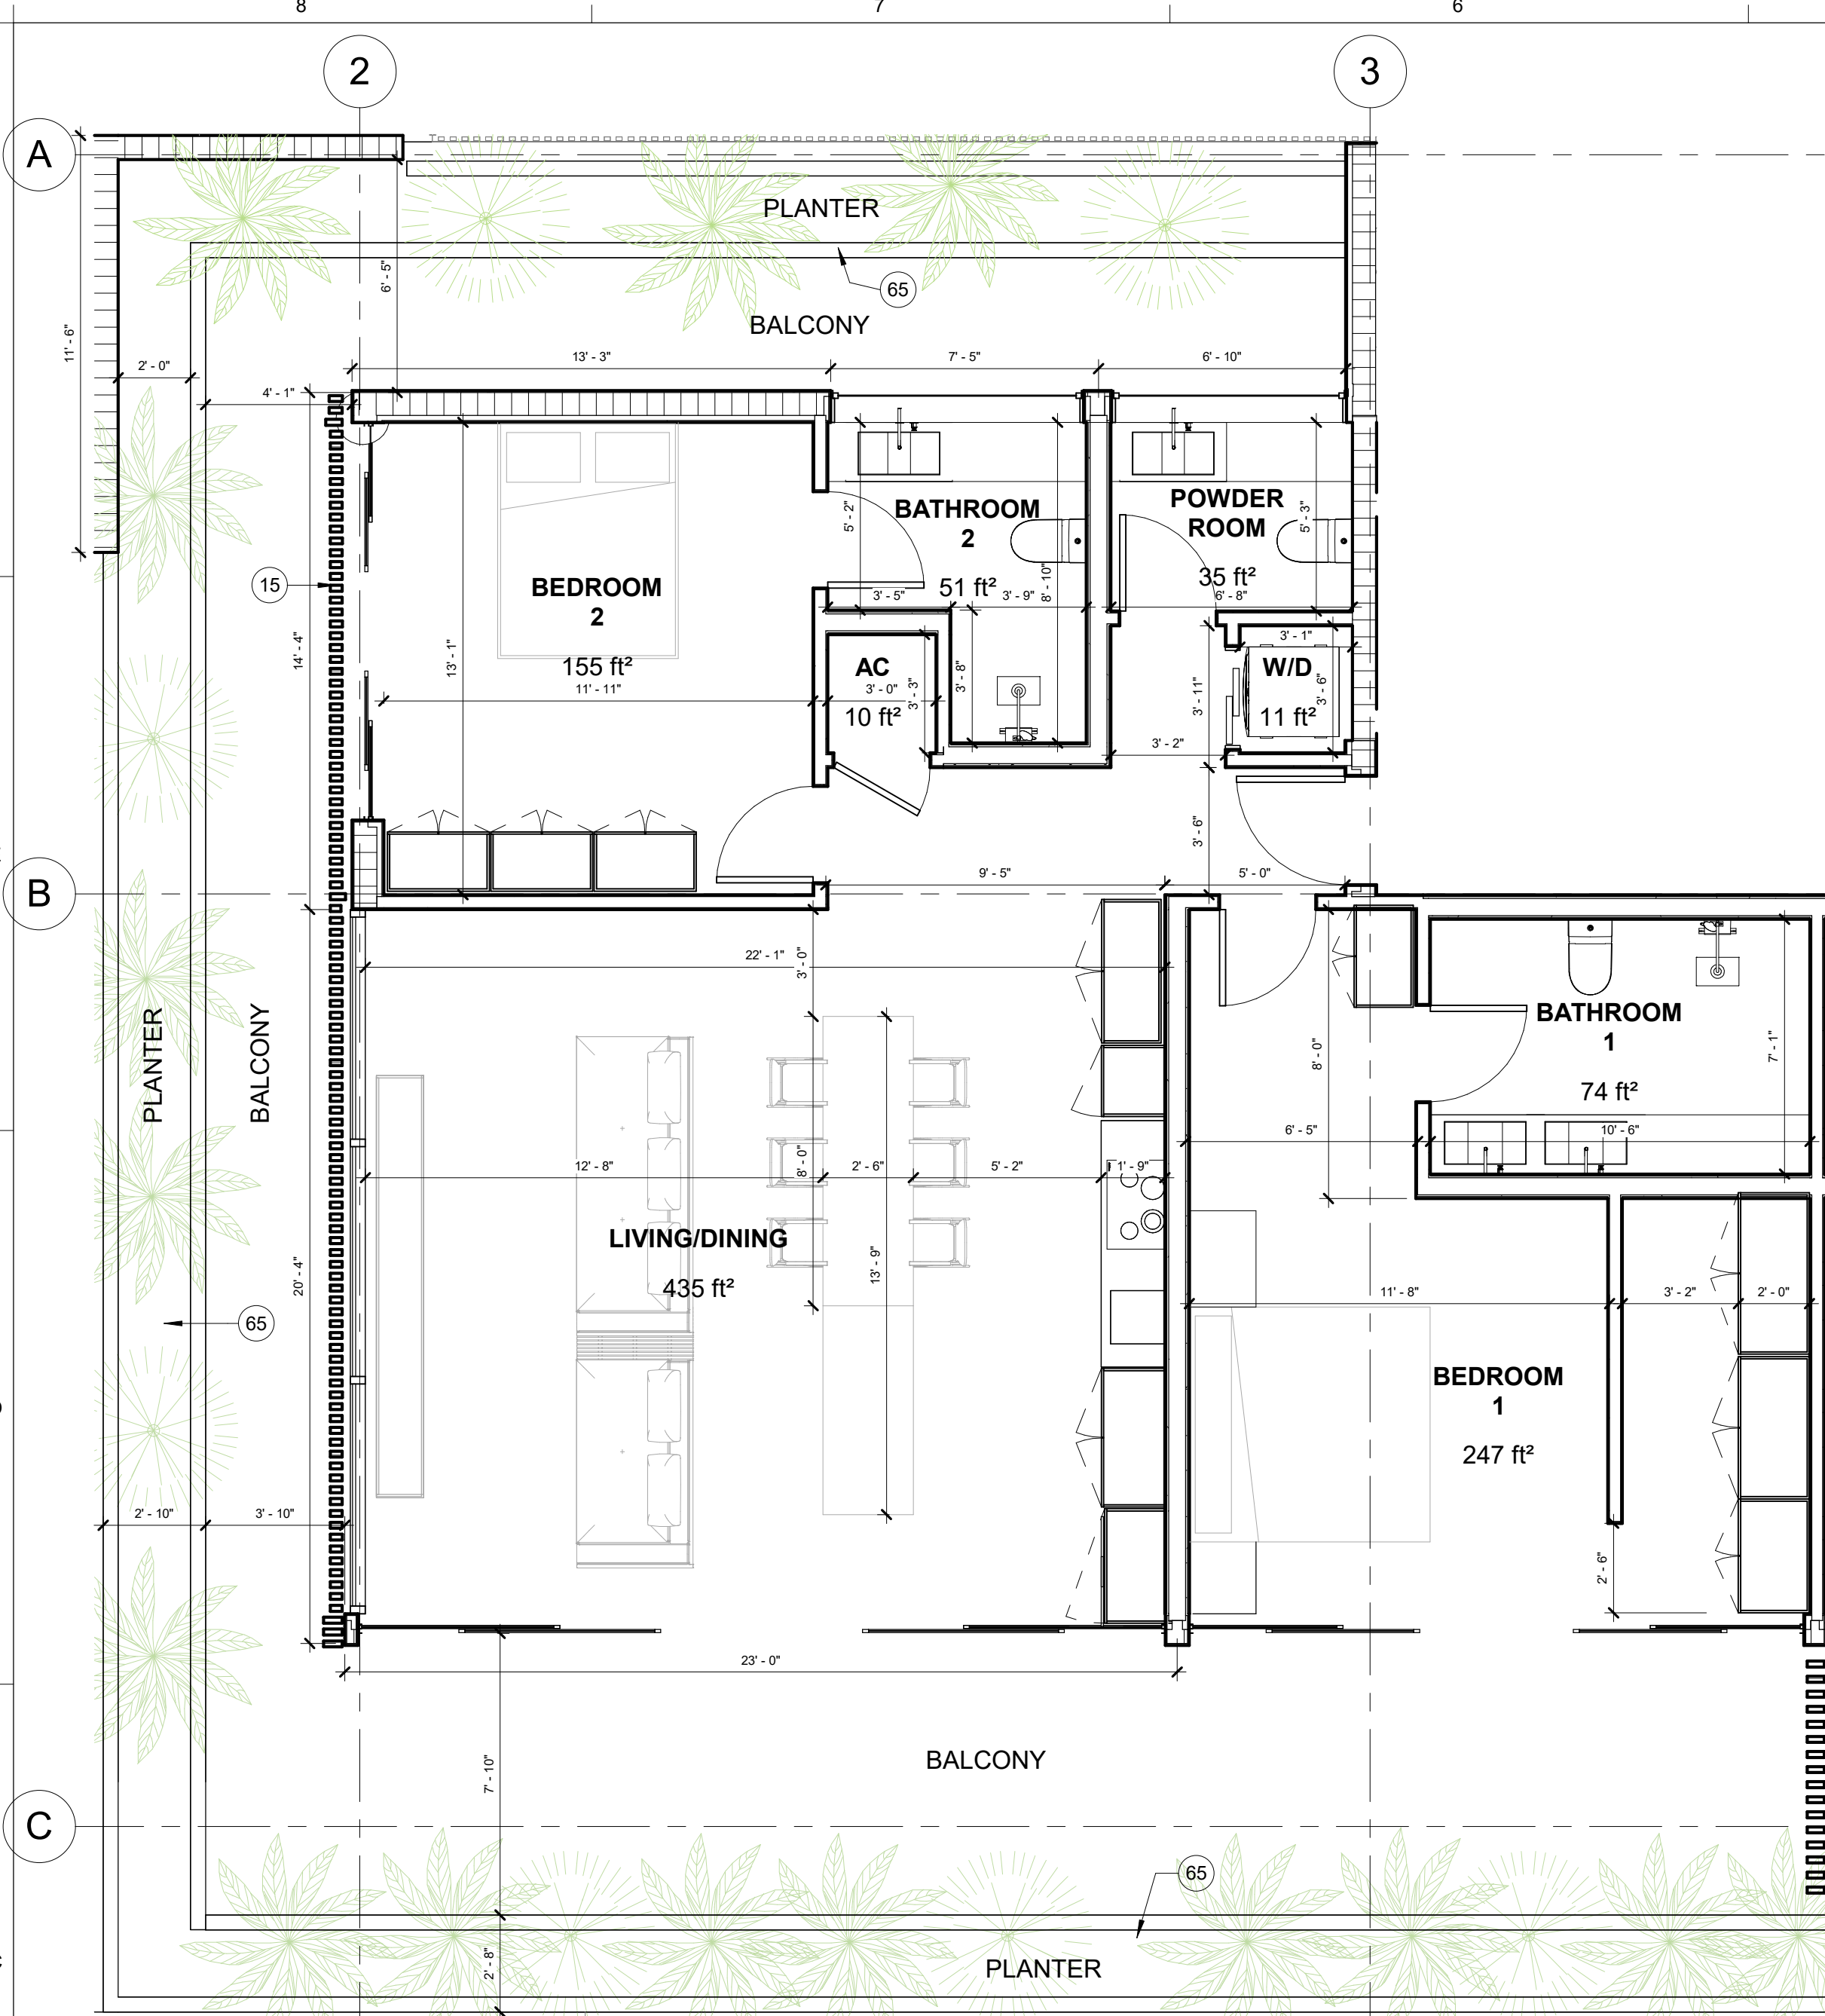 8
7
6
2
3
A
PLANTER
6' - 5"
65
11' - 6"
BALCONY
2' - 0"
13' - 3"
7' - 5"
6' - 10"
4' - 1"
BATHROOM
2
51 ft²
POWDER
ROOM
35 ft²
5' - 2"
5' - 3"
8' - 10"
15
BEDROOM
2
155 ft²
3' - 5"
3' - 9"
6' - 8"
14' - 4"
13' - 1"
11' - 11"
AC
3' - 0"
10 ft²
3' - 3"
3' - 8"
3' - 11"
3' - 1"
W/D
3' - 6"
11 ft²
3' - 2"
3' - 6"
B
9' - 5"
5' - 0"
22' - 1"
3' - 0"
PLANTER
BALCONY
BATHROOM
1
74 ft²
8' - 0"
7' - 1"
6' - 5"
10' - 6"
12' - 8"
8' - 0"
2' - 6"
5' - 2"
1' - 9"
LIVING/DINING
435 ft²
13' - 9"
20' - 4"
65
11' - 8"
3' - 2"
2' - 0"
BEDROOM
1
247 ft²
2' - 10"
3' - 10"
2' - 6"
23' - 0"
BALCONY
7' - 10"
C
65
2' - 8"
PLANTER